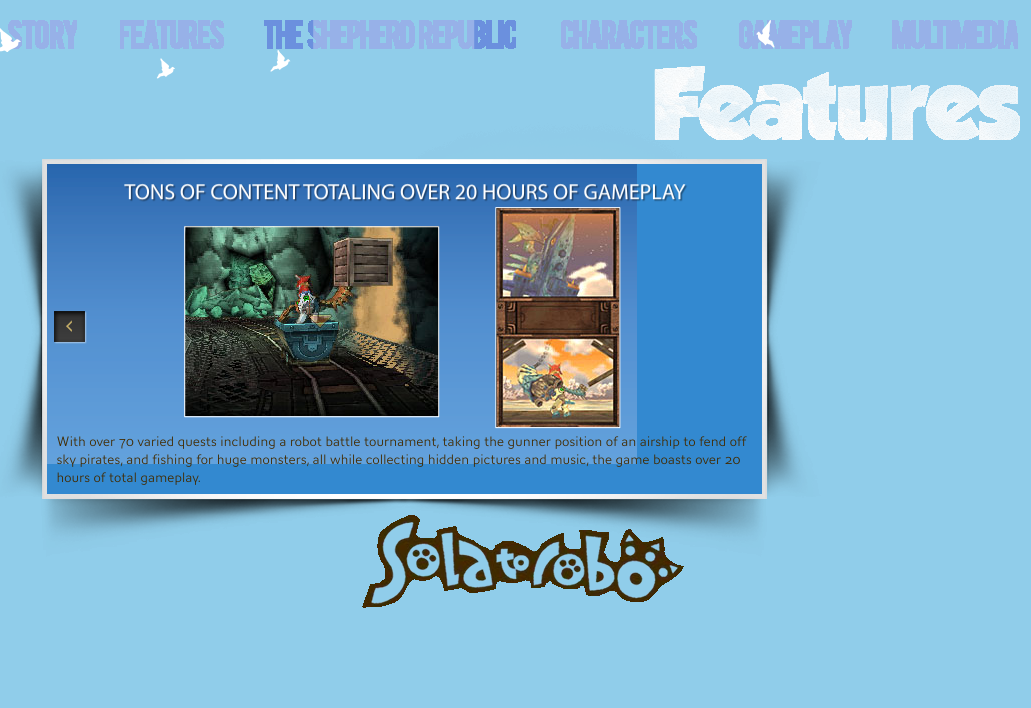 STORY FEATURES THE SHEPHERD REPUBLIC CHARACTERS GAMEPLAY MULTIMEDIA
Features
TONS OF CONTENT TOTALING OVER 20 HOURS OF GAMEPLAY
With over 70 varied quests including a robot battle tournament, taking the gunner position of an airship to fend off
sky pirates, and fishing for huge monsters, all while collecting hidden pictures and music, the game boasts over 20
hours of total gameplay.
Solatorobo